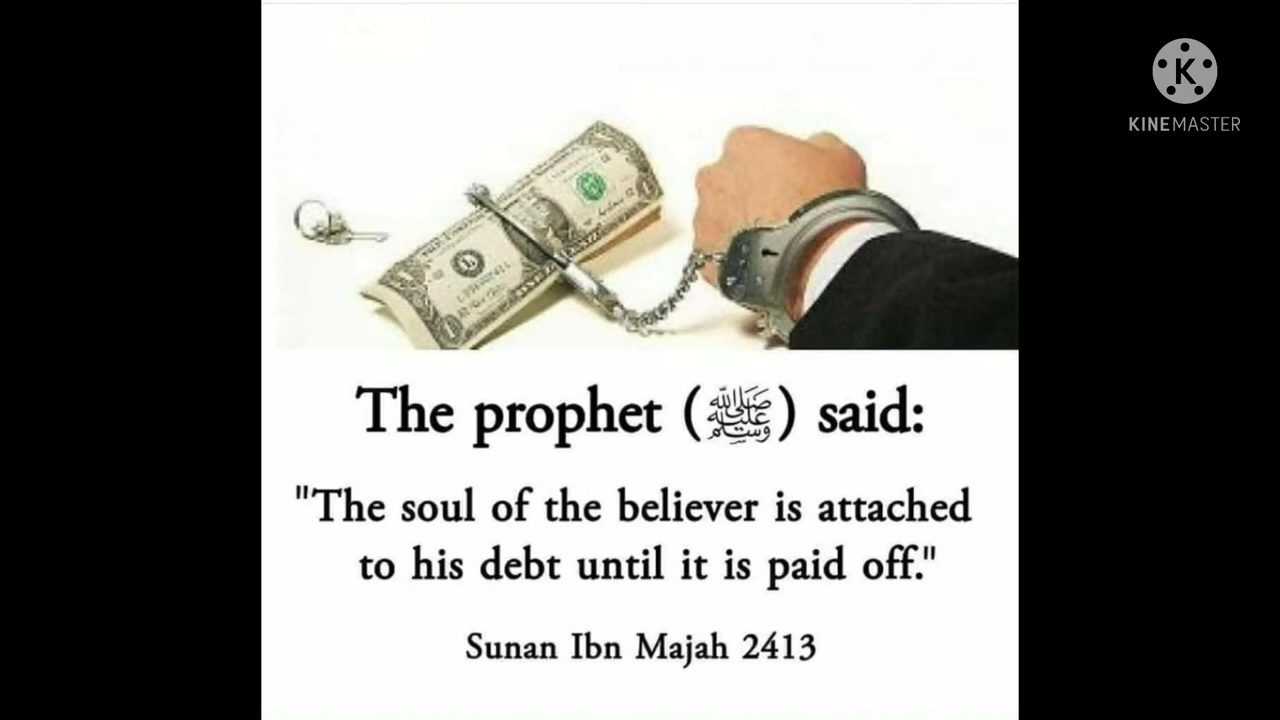 KINEMASTER
The prophet (ﷺ) said:
"The soul of the believer is attached
to his debt until it is paid off."
Sunan Ibn Majah 2413